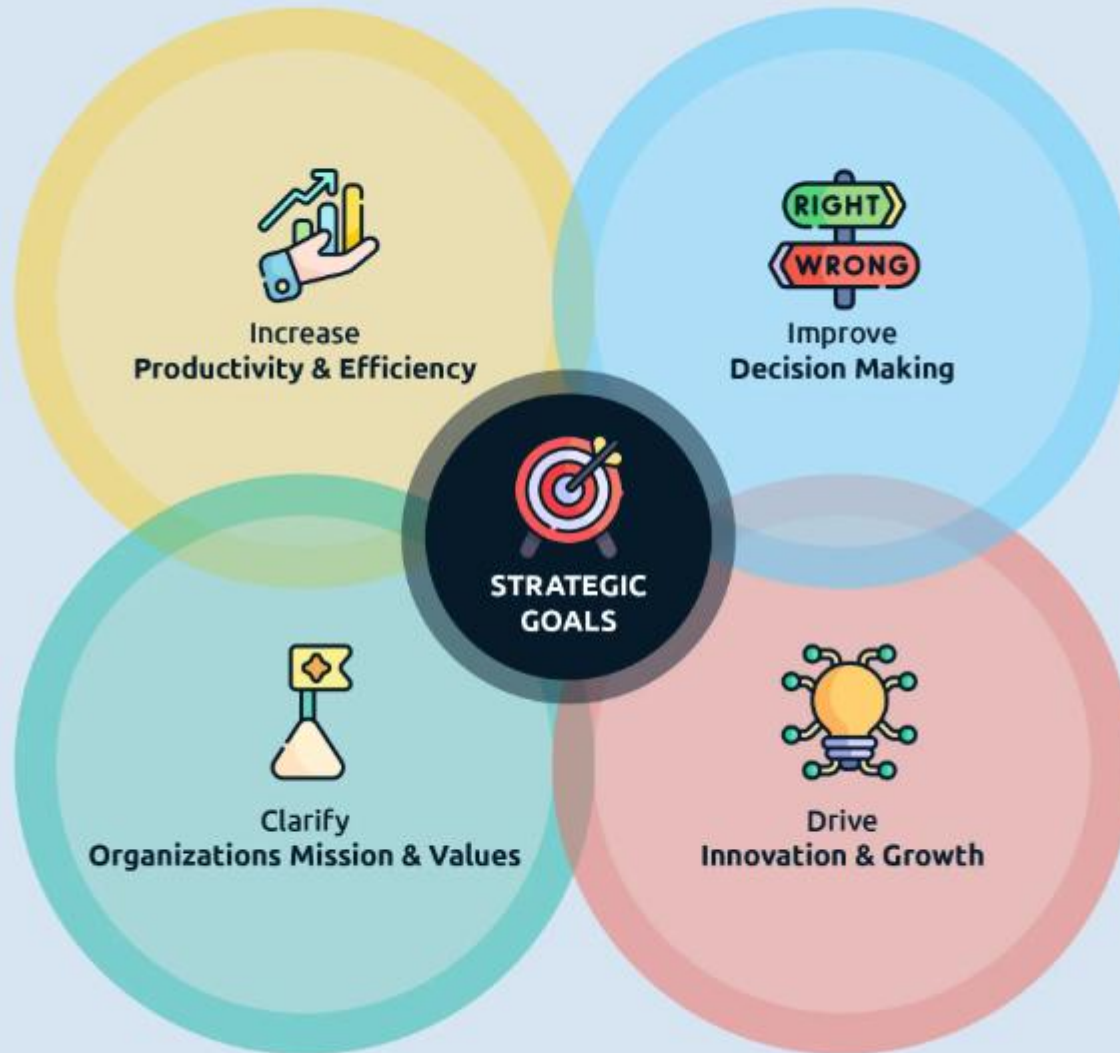 Increase
Productivity & Efficiency
RIGHT
WRONG
Improve
Decision Making
STRATEGIC
GOALS
Clarify
Organizations Mission & Values
Drive
Innovation & Growth